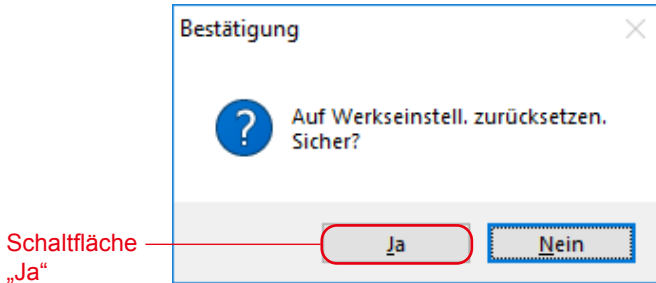 Bestätigung
Auf Werkseinstell. zurücksetzen.
Sicher?
Schaltfläche
„Ja“
Ja
Nein